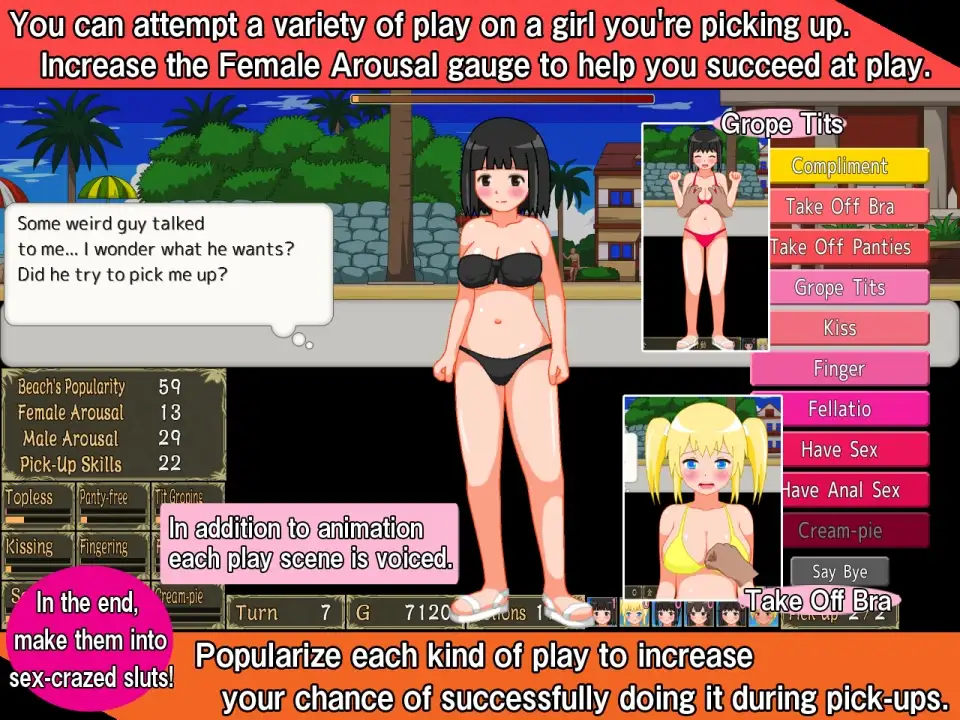 You can attempt a variety of play on a girl you're picking up.
Increase the Female Arousal gauge to help you succeed at play.
Grope Tits
Compliment
Take Off Bra
Take Off Panties
Grope Tits
Kiss
Finger
Fellatio
Have Sex
Have Anal Sex
Cream-pie
Say Bye
Some weird guy talked
to me... I wonder what he wants?
Did he try to pick me up?
Beach's Popularity 59
Female Arousal 13
Male Arousal 29
Pick-Up Skills 22
Topless Panty-free Tit Groping
Kissing Fingering
Cream-pie
In addition to animation
each play scene is voiced.
Take Off Bra
Turn 7 G 7120
Pick-up 2/2
In the end,
make them into
sex-crazed sluts!
Popularize each kind of play to increase
your chance of successfully doing it during pick-ups.